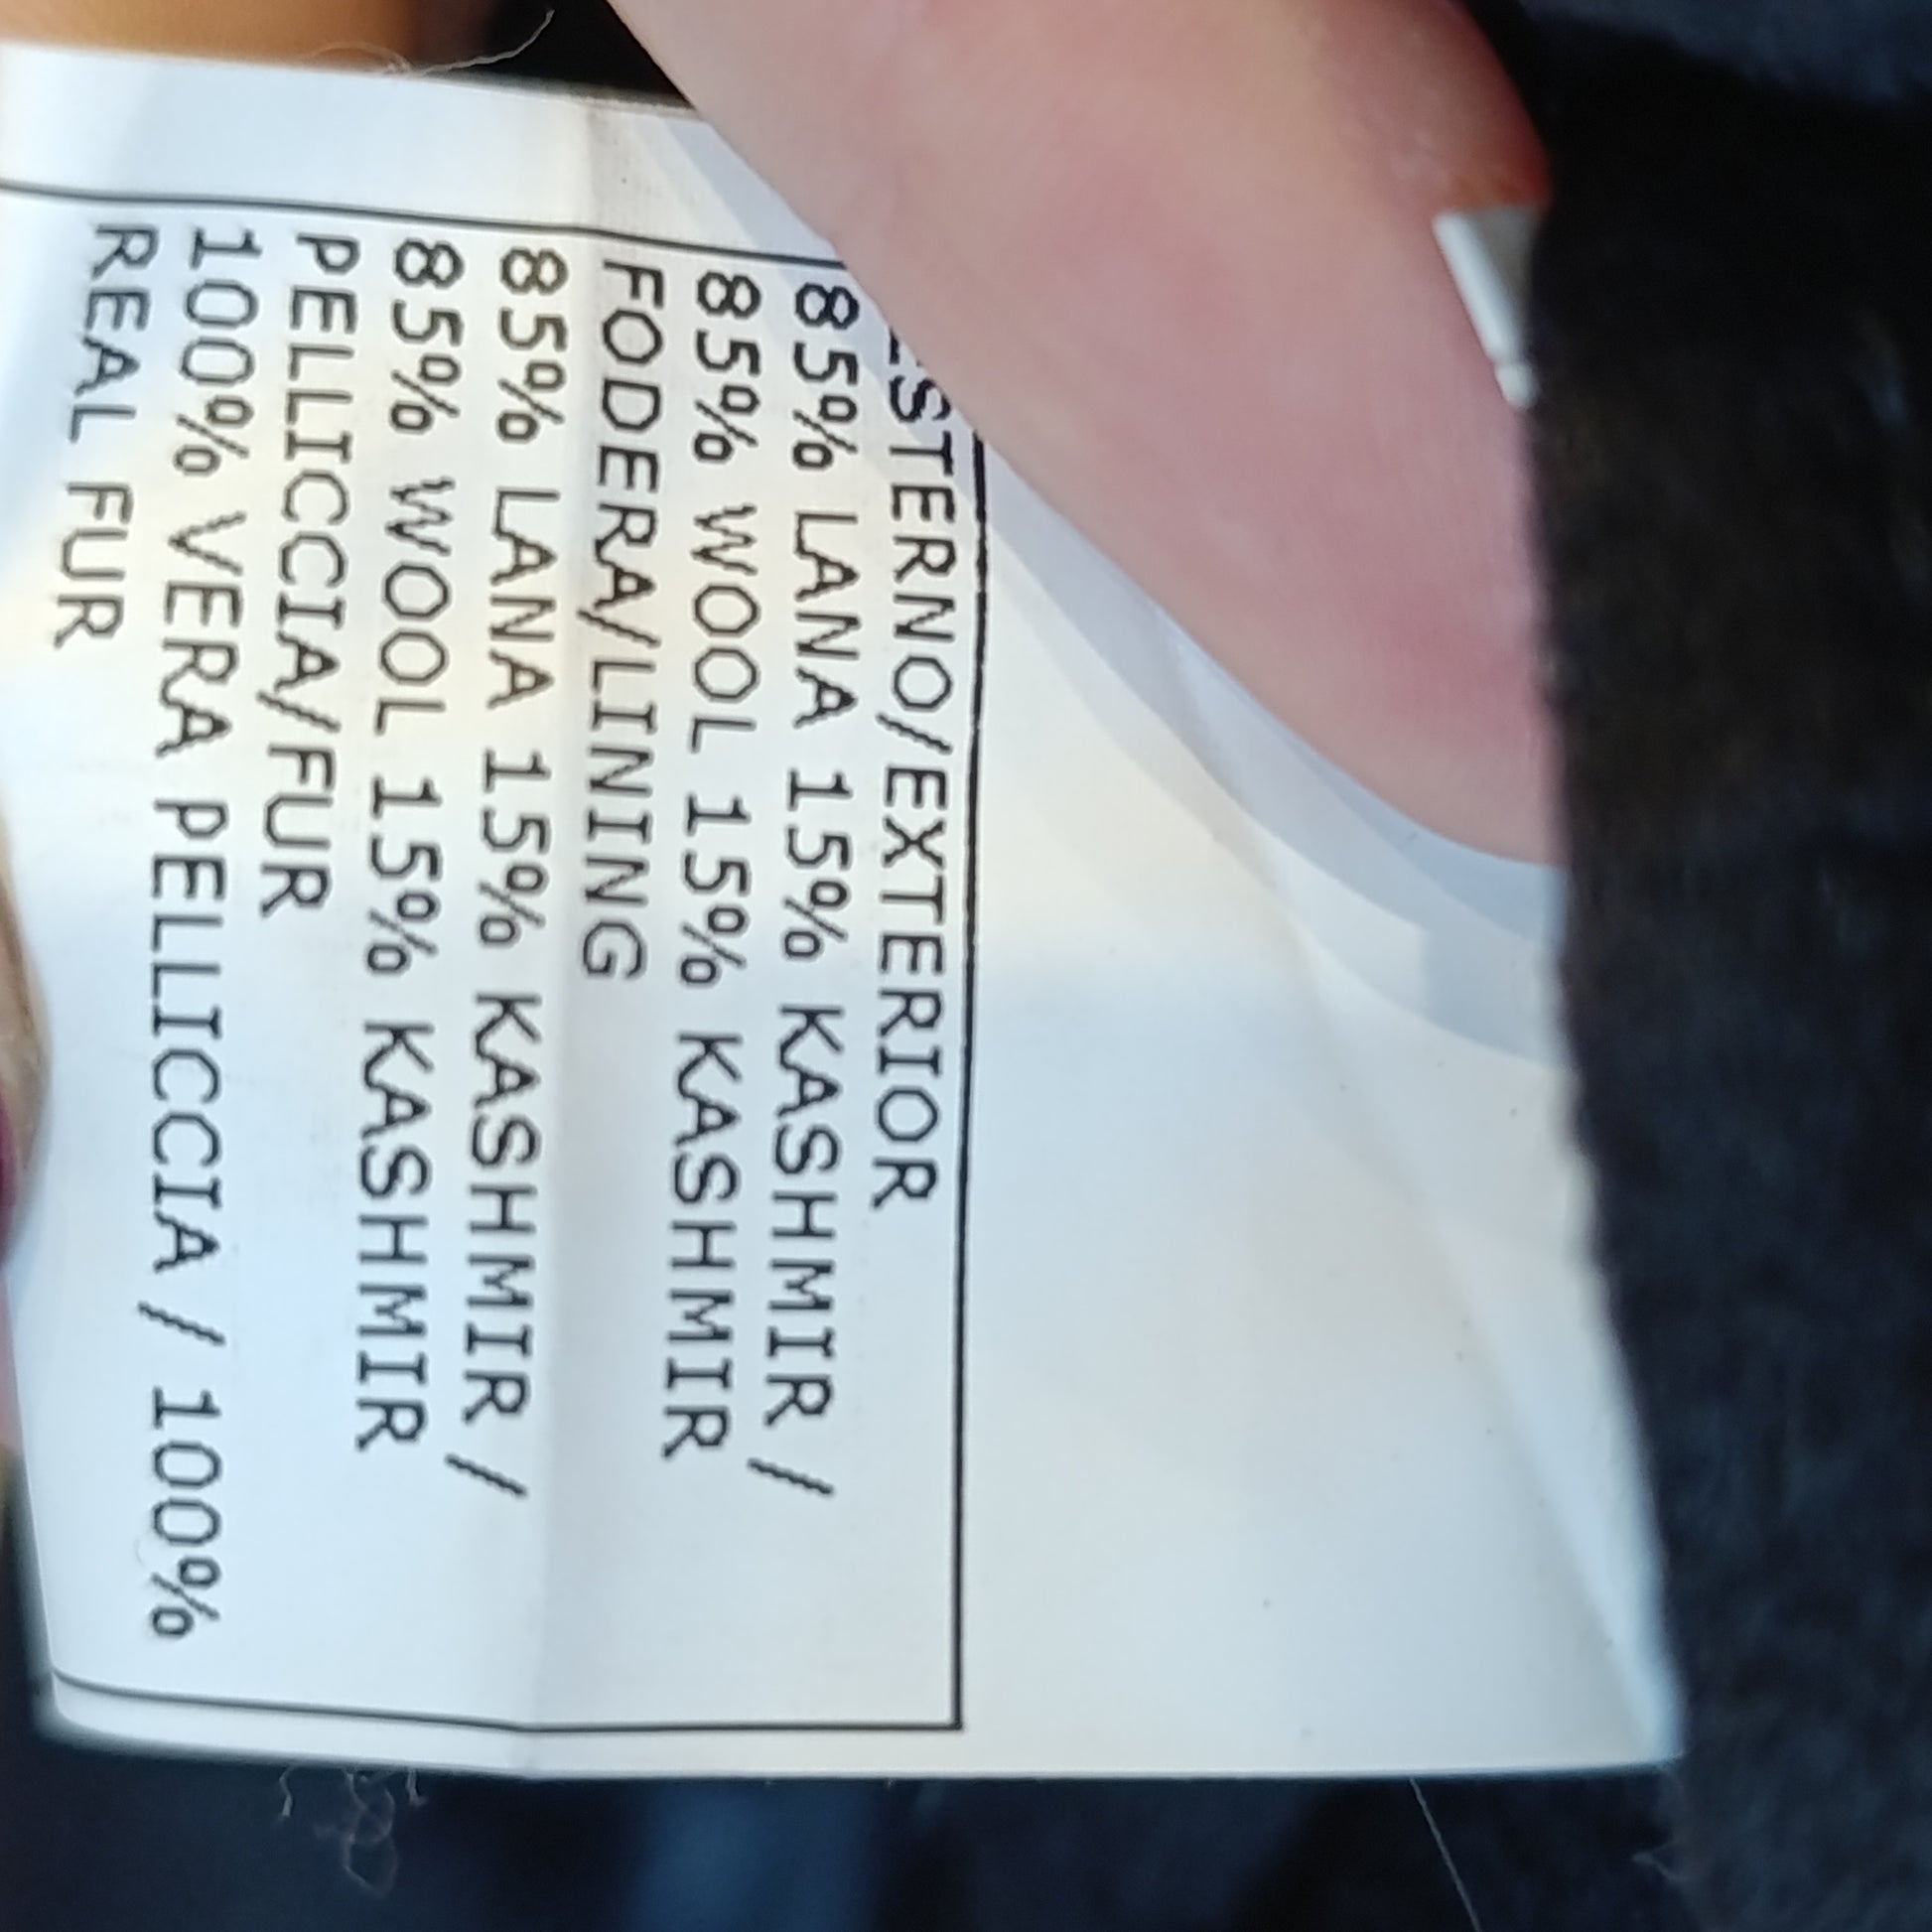 ESTERNO/EXTERIOR
85% LANA 15% KASHMIR /
85% WOOL 15% KASHMIR
FODERA/LINING
85% LANA 15% KASHMIR /
85% WOOL 15% KASHMIR
PELLICCIA/FUR
100% VERA PELLICCIA / 100%
REAL FUR